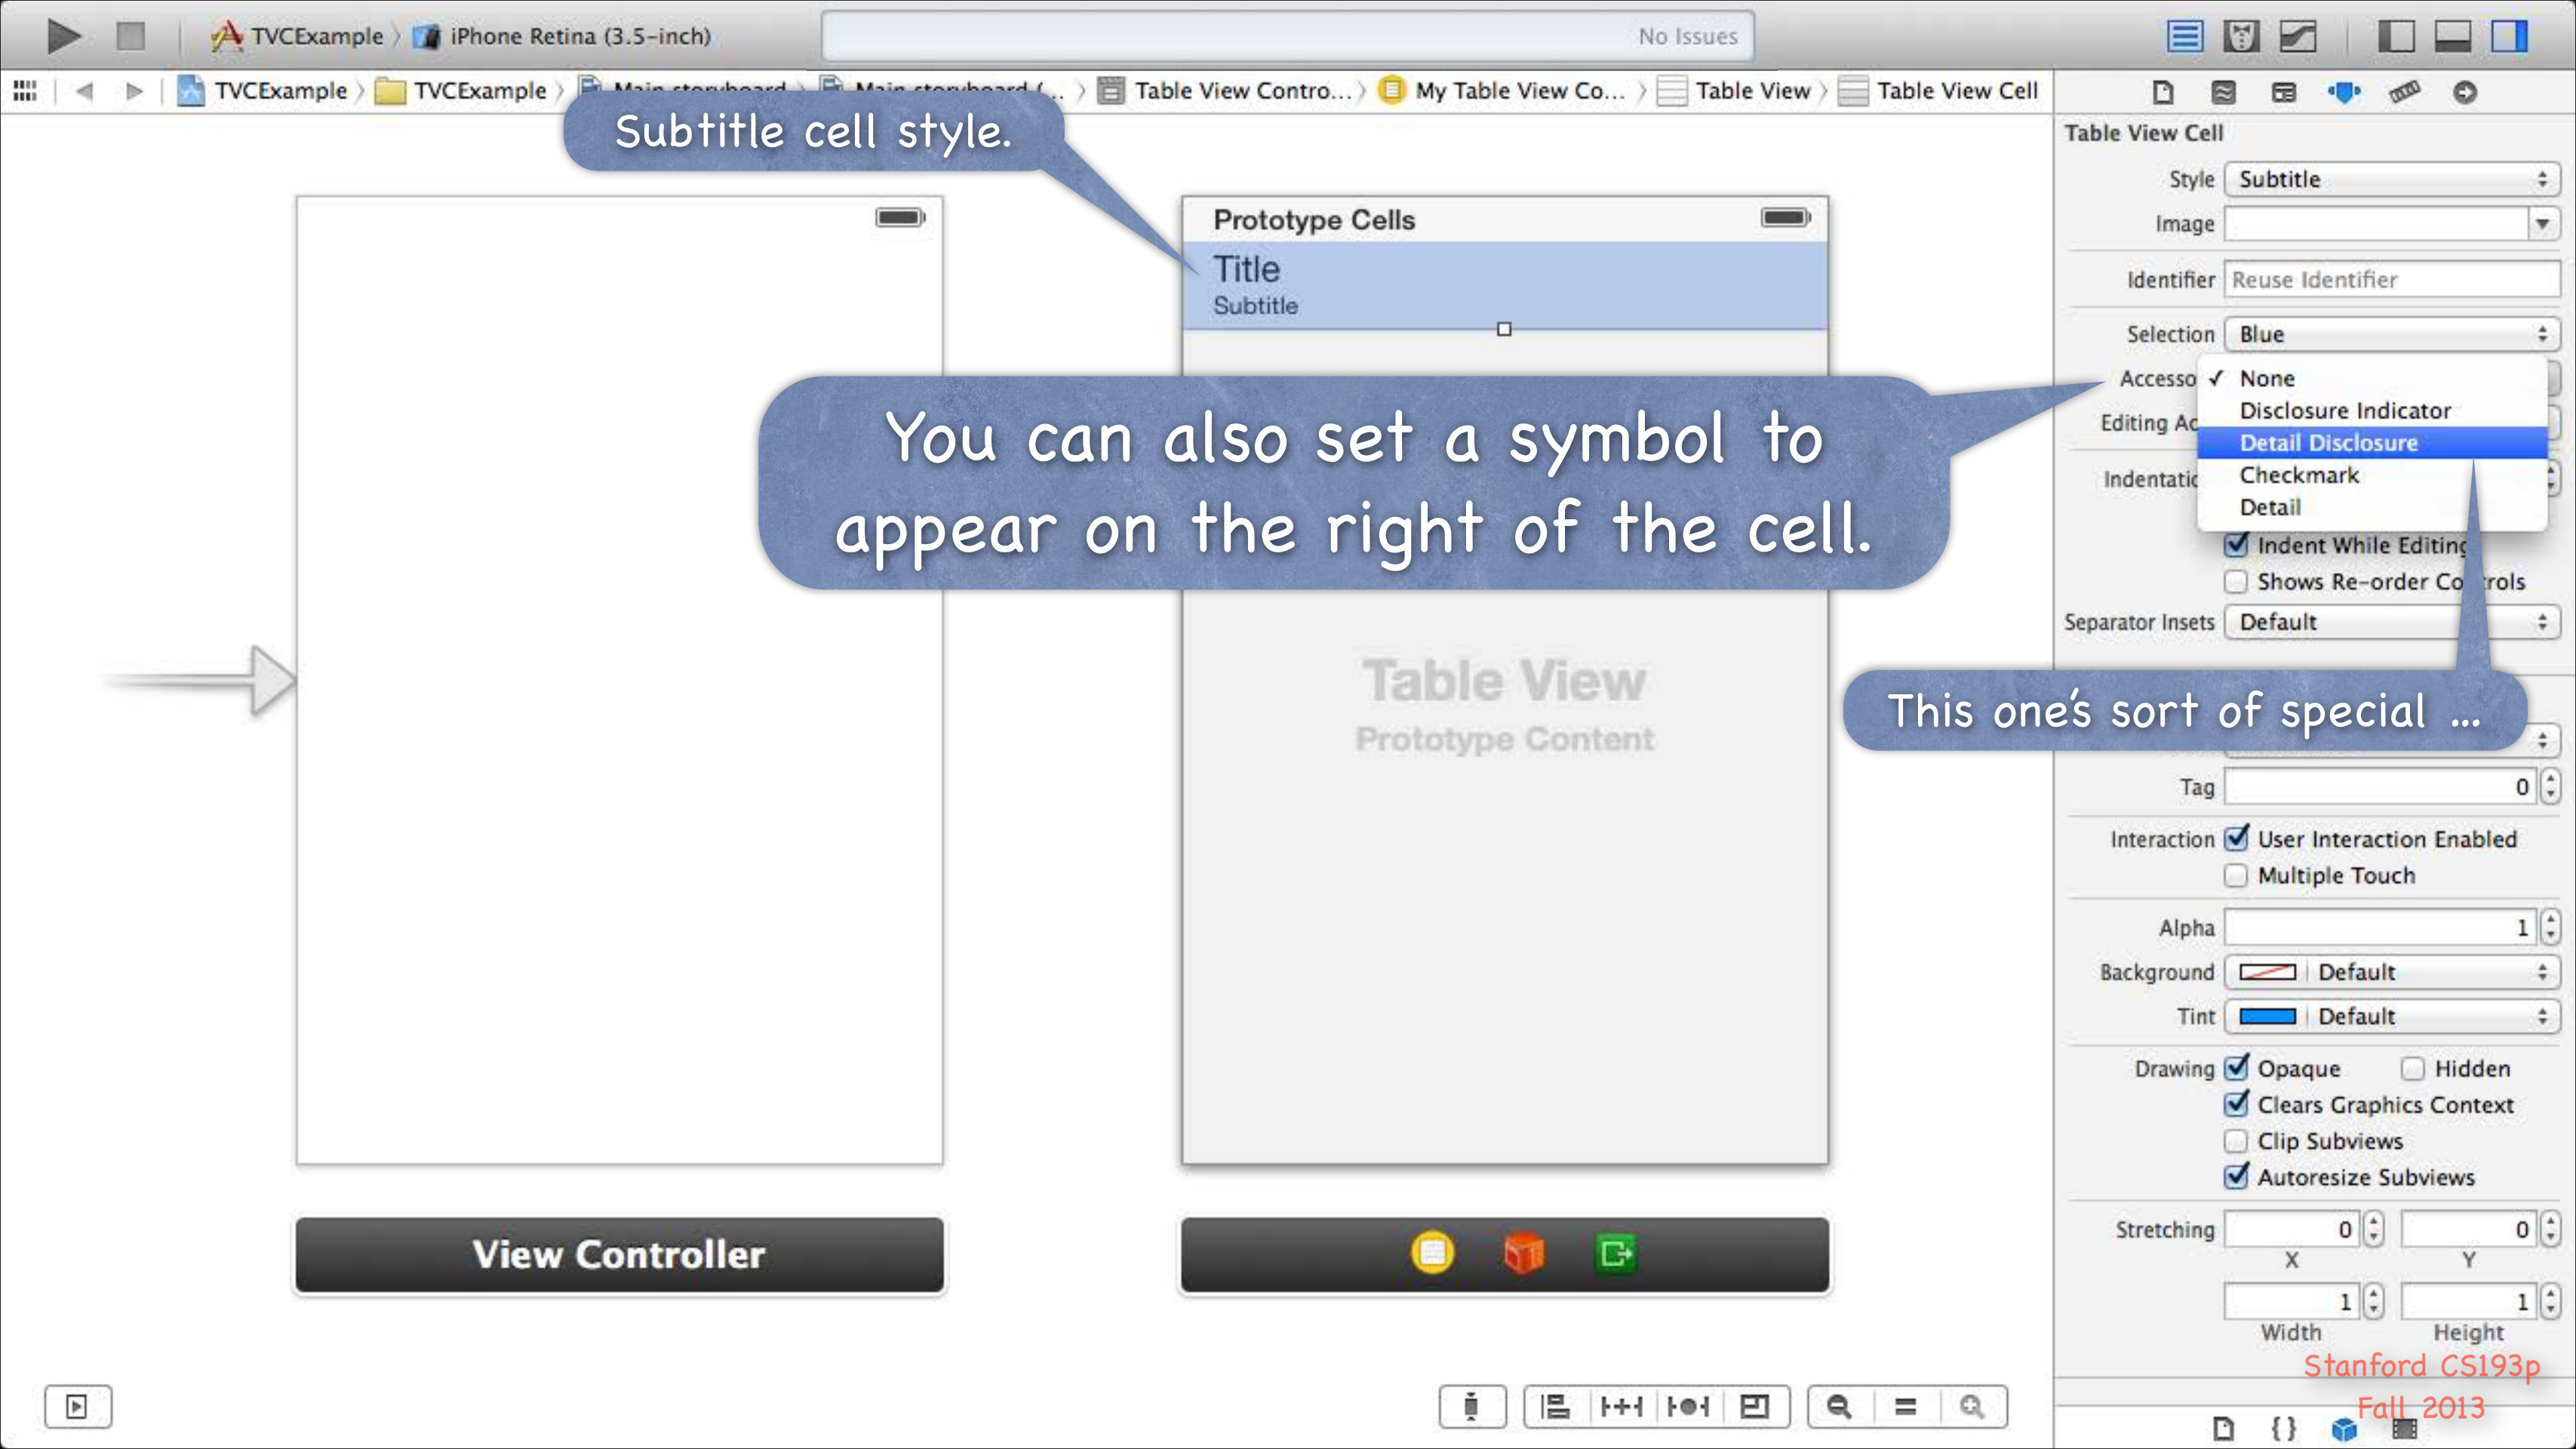 TVCExample
iPhone Retina (3.5-inch)
No Issues
TVCExample
TVCExample
Main storyboard
Main storyboard (...
Table View Contro...
My Table View Co...
Table View
Table View Cell
Subtitle cell style.
Prototype Cells
Title
Subtitle
You can also set a symbol to
appear on the right of the cell.
Table View
Prototype Content
View Controller
Table View Cell
Style Subtitle
Image
Identifier Reuse Identifier
Selection Blue
Accesso ✓ None
Disclosure Indicator
Editing Ac
Detail Disclosure
Checkmark
Indentatio
Detail
Indent While Editing
Shows Re-order Controls
Separator Insets Default
This one's sort of special ...
Tag 0
Interaction User Interaction Enabled
Multiple Touch
Alpha 1
Background Default
Tint Default
Drawing Opaque Hidden
Clears Graphics Context
Clip Subviews
Autoresize Subviews
Stretching 0 0
X Y
1 1
Width Height
Stanford CS193p
Fall 2013